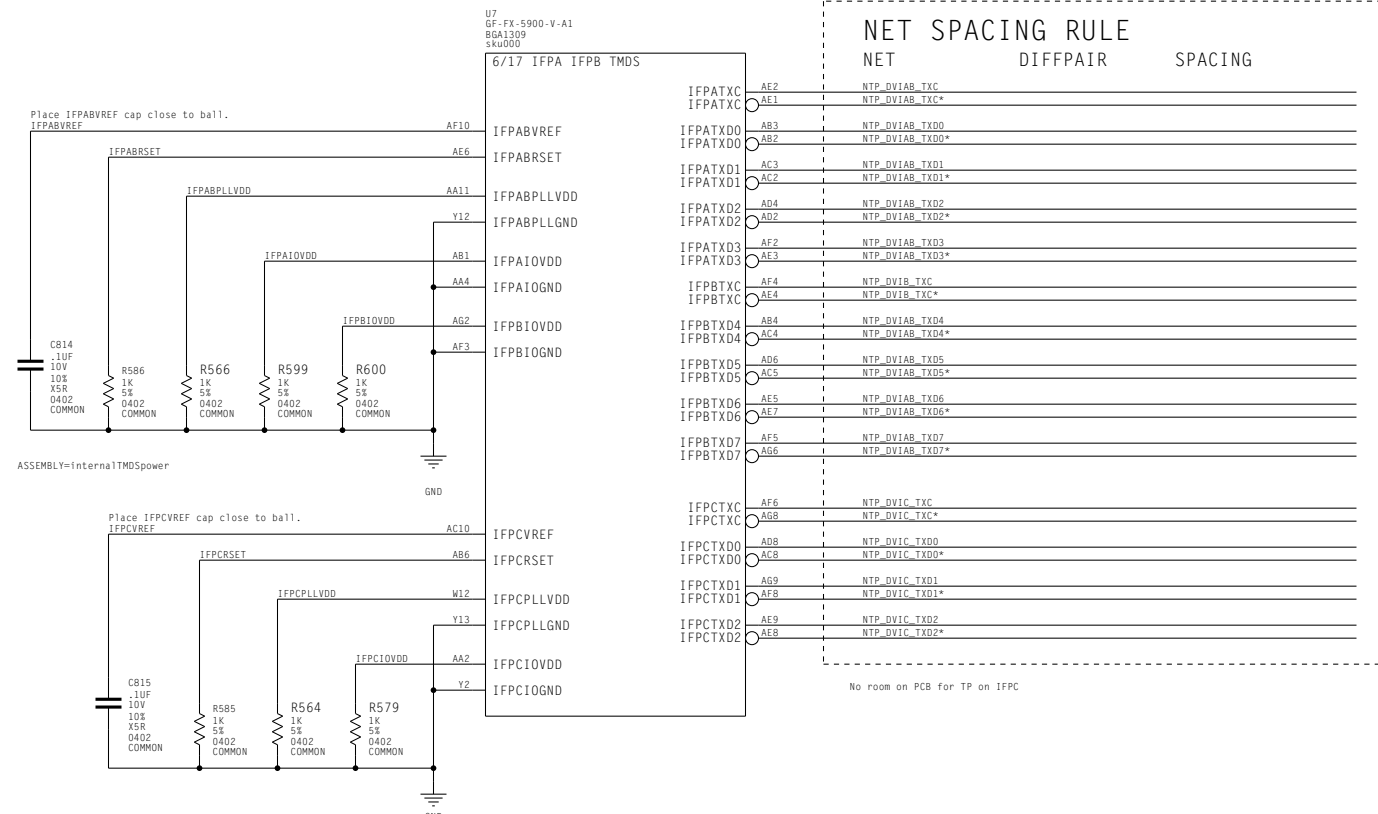 U7
GF-FX-5900-V-A1
BGA1309
sku000
6/17 IFPA IFPB TMDS
NET SPACING RULE
NET DIFFPAIR SPACING
Place IFPABVREF cap close to ball.
IFPABVREF AF10 IFPABVREF
IFPABRSET AE6 IFPABRSET
IFPABPLLVDD AA11 IFPABPLLVDD
Y12 IFPABPLLGND
IFPAIOVDD AB1 IFPAIOVDD
AA4 IFPAIOGND
IFPBIOVDD AG2 IFPBIOVDD
AF3 IFPBIOGND
C814
.1UF
10V
10%
X5R
0402
COMMON
R586
1K
5%
0402
COMMON
R566
1K
5%
0402
COMMON
R599
1K
5%
0402
COMMON
R600
1K
5%
0402
COMMON
ASSEMBLY=internalTMDSpower
GND
Place IFPCVREF cap close to ball.
IFPCVREF AC10 IFPCVREF
IFPCRSET AB6 IFPCRSET
IFPCPLLVDD W12 IFPCPLLVDD
Y13 IFPCPLLGND
IFPCIOVDD AA2 IFPCIOVDD
Y2 IFPCIOGND
C815
.1UF
10V
10%
X5R
0402
COMMON
R585
1K
5%
0402
COMMON
R564
1K
5%
0402
COMMON
R579
1K
5%
0402
COMMON
IFPATXC AE2 NTP_DVIAB_TXC
IFPATXC AE1 NTP_DVIAB_TXC*
IFPATXD0 AB3 NTP_DVIAB_TXD0
IFPATXD0 AB2 NTP_DVIAB_TXD0*
IFPATXD1 AC3 NTP_DVIAB_TXD1
IFPATXD1 AC2 NTP_DVIAB_TXD1*
IFPATXD2 AD4 NTP_DVIAB_TXD2
IFPATXD2 AD2 NTP_DVIAB_TXD2*
IFPATXD3 AF2 NTP_DVIAB_TXD3
IFPATXD3 AE3 NTP_DVIAB_TXD3*
IFPBTXC AF4 NTP_DVIB_TXC
IFPBTXC AE4 NTP_DVIB_TXC*
IFPBTXD4 AB4 NTP_DVIAB_TXD4
IFPBTXD4 AC4 NTP_DVIAB_TXD4*
IFPBTXD5 AD6 NTP_DVIAB_TXD5
IFPBTXD5 AC5 NTP_DVIAB_TXD5*
IFPBTXD6 AE5 NTP_DVIAB_TXD6
IFPBTXD6 AE7 NTP_DVIAB_TXD6*
IFPBTXD7 AF5 NTP_DVIAB_TXD7
IFPBTXD7 AG6 NTP_DVIAB_TXD7*
IFPCTXC AF6 NTP_DVIC_TXC
IFPCTXC AG8 NTP_DVIC_TXC*
IFPCTXD0 AD8 NTP_DVIC_TXD0
IFPCTXD0 AC8 NTP_DVIC_TXD0*
IFPCTXD1 AG9 NTP_DVIC_TXD1
IFPCTXD1 AF8 NTP_DVIC_TXD1*
IFPCTXD2 AE9 NTP_DVIC_TXD2
IFPCTXD2 AE8 NTP_DVIC_TXD2*
No room on PCB for TP on IFPC